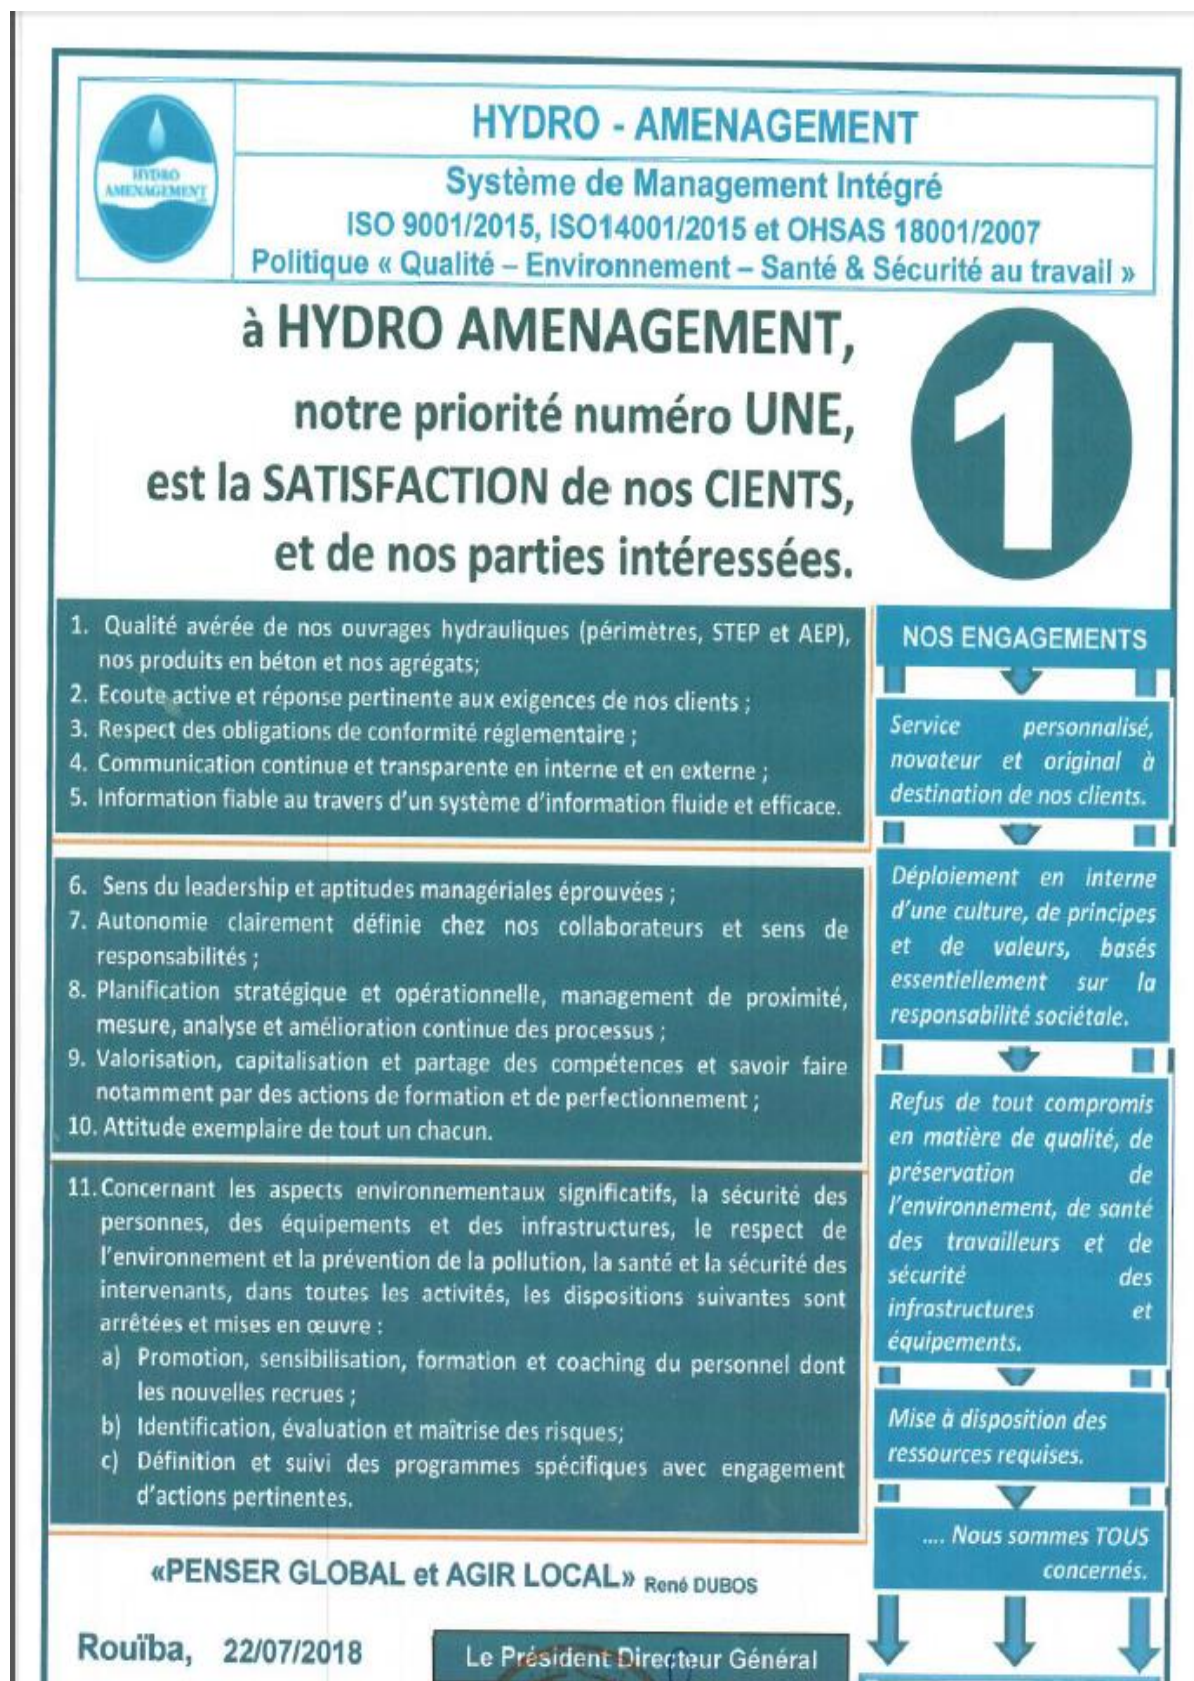 HYDRO
AMENAGEMENT
HYDRO - AMENAGEMENT
Système de Management Intégré
ISO 9001/2015, ISO14001/2015 et OHSAS 18001/2007
Politique « Qualité – Environnement – Santé & Sécurité au travail »
à HYDRO AMENAGEMENT,
notre priorité numéro UNE,
est la SATISFACTION de nos CIENTS,
et de nos parties intéressées.
1
1. Qualité avérée de nos ouvrages hydrauliques (périmètres, STEP et AEP),
nos produits en béton et nos agrégats;
2. Ecoute active et réponse pertinente aux exigences de nos clients ;
3. Respect des obligations de conformité réglementaire ;
4. Communication continue et transparente en interne et en externe ;
5. Information fiable au travers d'un système d'information fluide et efficace.
6. Sens du leadership et aptitudes managériales éprouvées ;
7. Autonomie clairement définie chez nos collaborateurs et sens de
responsabilités ;
8. Planification stratégique et opérationnelle, management de proximité,
mesure, analyse et amélioration continue des processus ;
9. Valorisation, capitalisation et partage des compétences et savoir faire
notamment par des actions de formation et de perfectionnement ;
10. Attitude exemplaire de tout un chacun.
11. Concernant les aspects environnementaux significatifs, la sécurité des
personnes, des équipements et des infrastructures, le respect de
l'environnement et la prévention de la pollution, la santé et la sécurité des
intervenants, dans toutes les activités, les dispositions suivantes sont
arrêtées et mises en œuvre :
a) Promotion, sensibilisation, formation et coaching du personnel dont
les nouvelles recrues ;
b) Identification, évaluation et maîtrise des risques;
c) Définition et suivi des programmes spécifiques avec engagement
d'actions pertinentes.
NOS ENGAGEMENTS
Service personnalisé,
novateur et original à
destination de nos clients.
Déploiement en interne
d'une culture, de principes
et de valeurs, basés
essentiellement sur la
responsabilité sociétale.
Refus de tout compromis
en matière de qualité, de
préservation de
l'environnement, de santé
des travailleurs et de
sécurité des
infrastructures et
équipements.
Mise à disposition des
ressources requises.
.... Nous sommes TOUS
concernés.
«PENSER GLOBAL et AGIR LOCAL» René DUBOS
Rouïba, 22/07/2018
Le Président Directeur Général